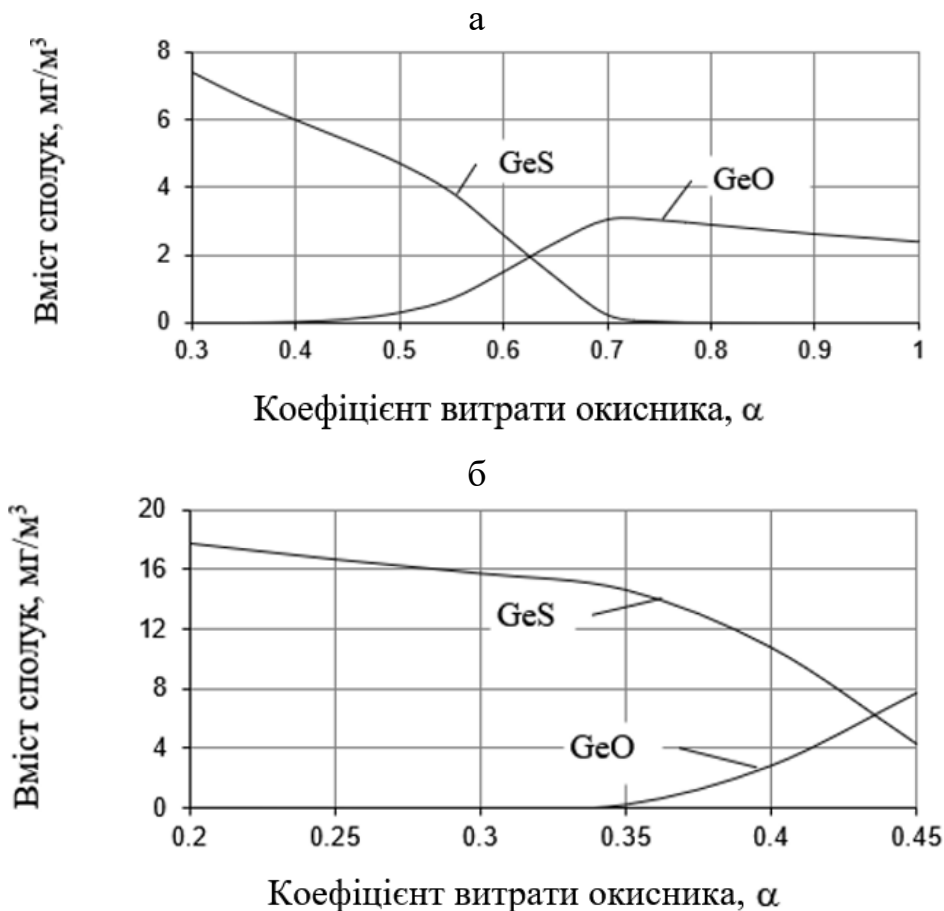 а
Вміст сполук, мг/м³
8
6
4
2
0
GeS
GeO
0.3 0.4 0.5 0.6 0.7 0.8 0.9 1
Коефіцієнт витрати окисника, α
б
Вміст сполук, мг/м³
20
16
12
8
4
0
GeS
GeO
0.2 0.25 0.3 0.35 0.4 0.45
Коефіцієнт витрати окисника, α